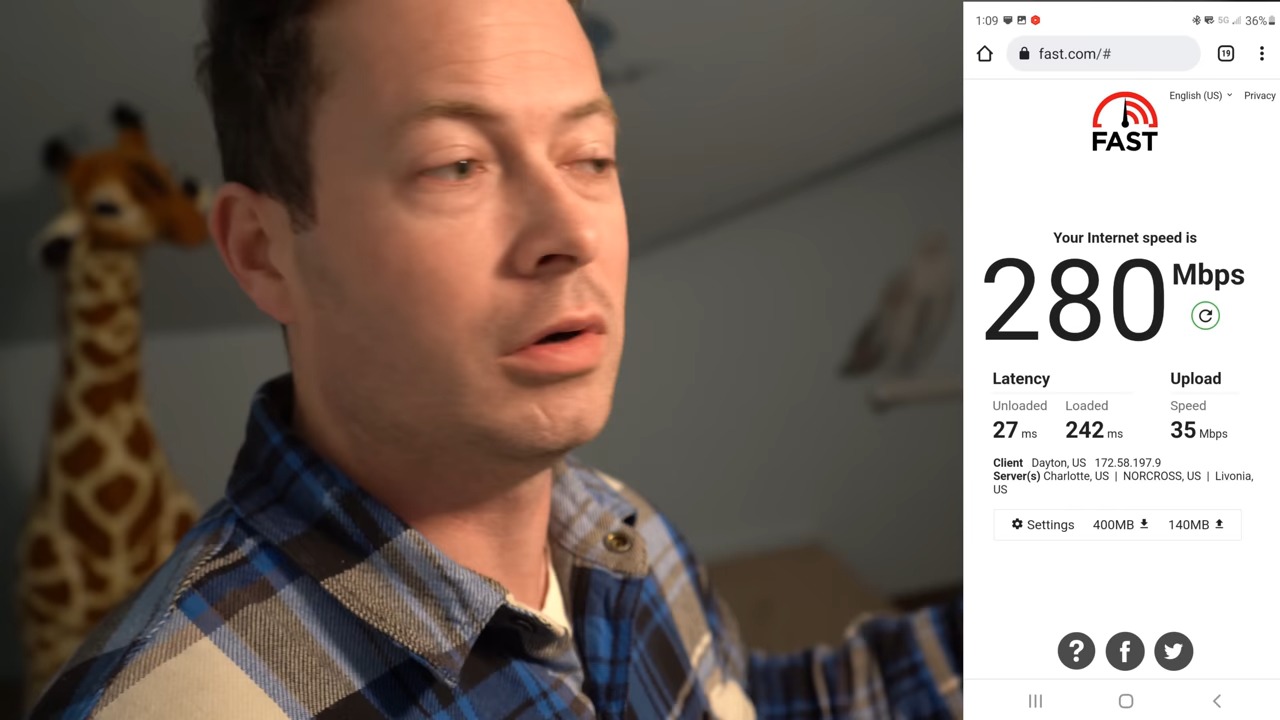 1:09 5G 36%
19
fast.com/#
English (US) Privacy
FAST
Your Internet speed is
280 Mbps
Latency Upload
Unloaded Loaded Speed
27 ms 242 ms 35 Mbps
Client Dayton, US 172.58.197.9
Server(s) Charlotte, US | NORCROSS, US | Livonia,
US
Settings 400MB 140MB
?
f